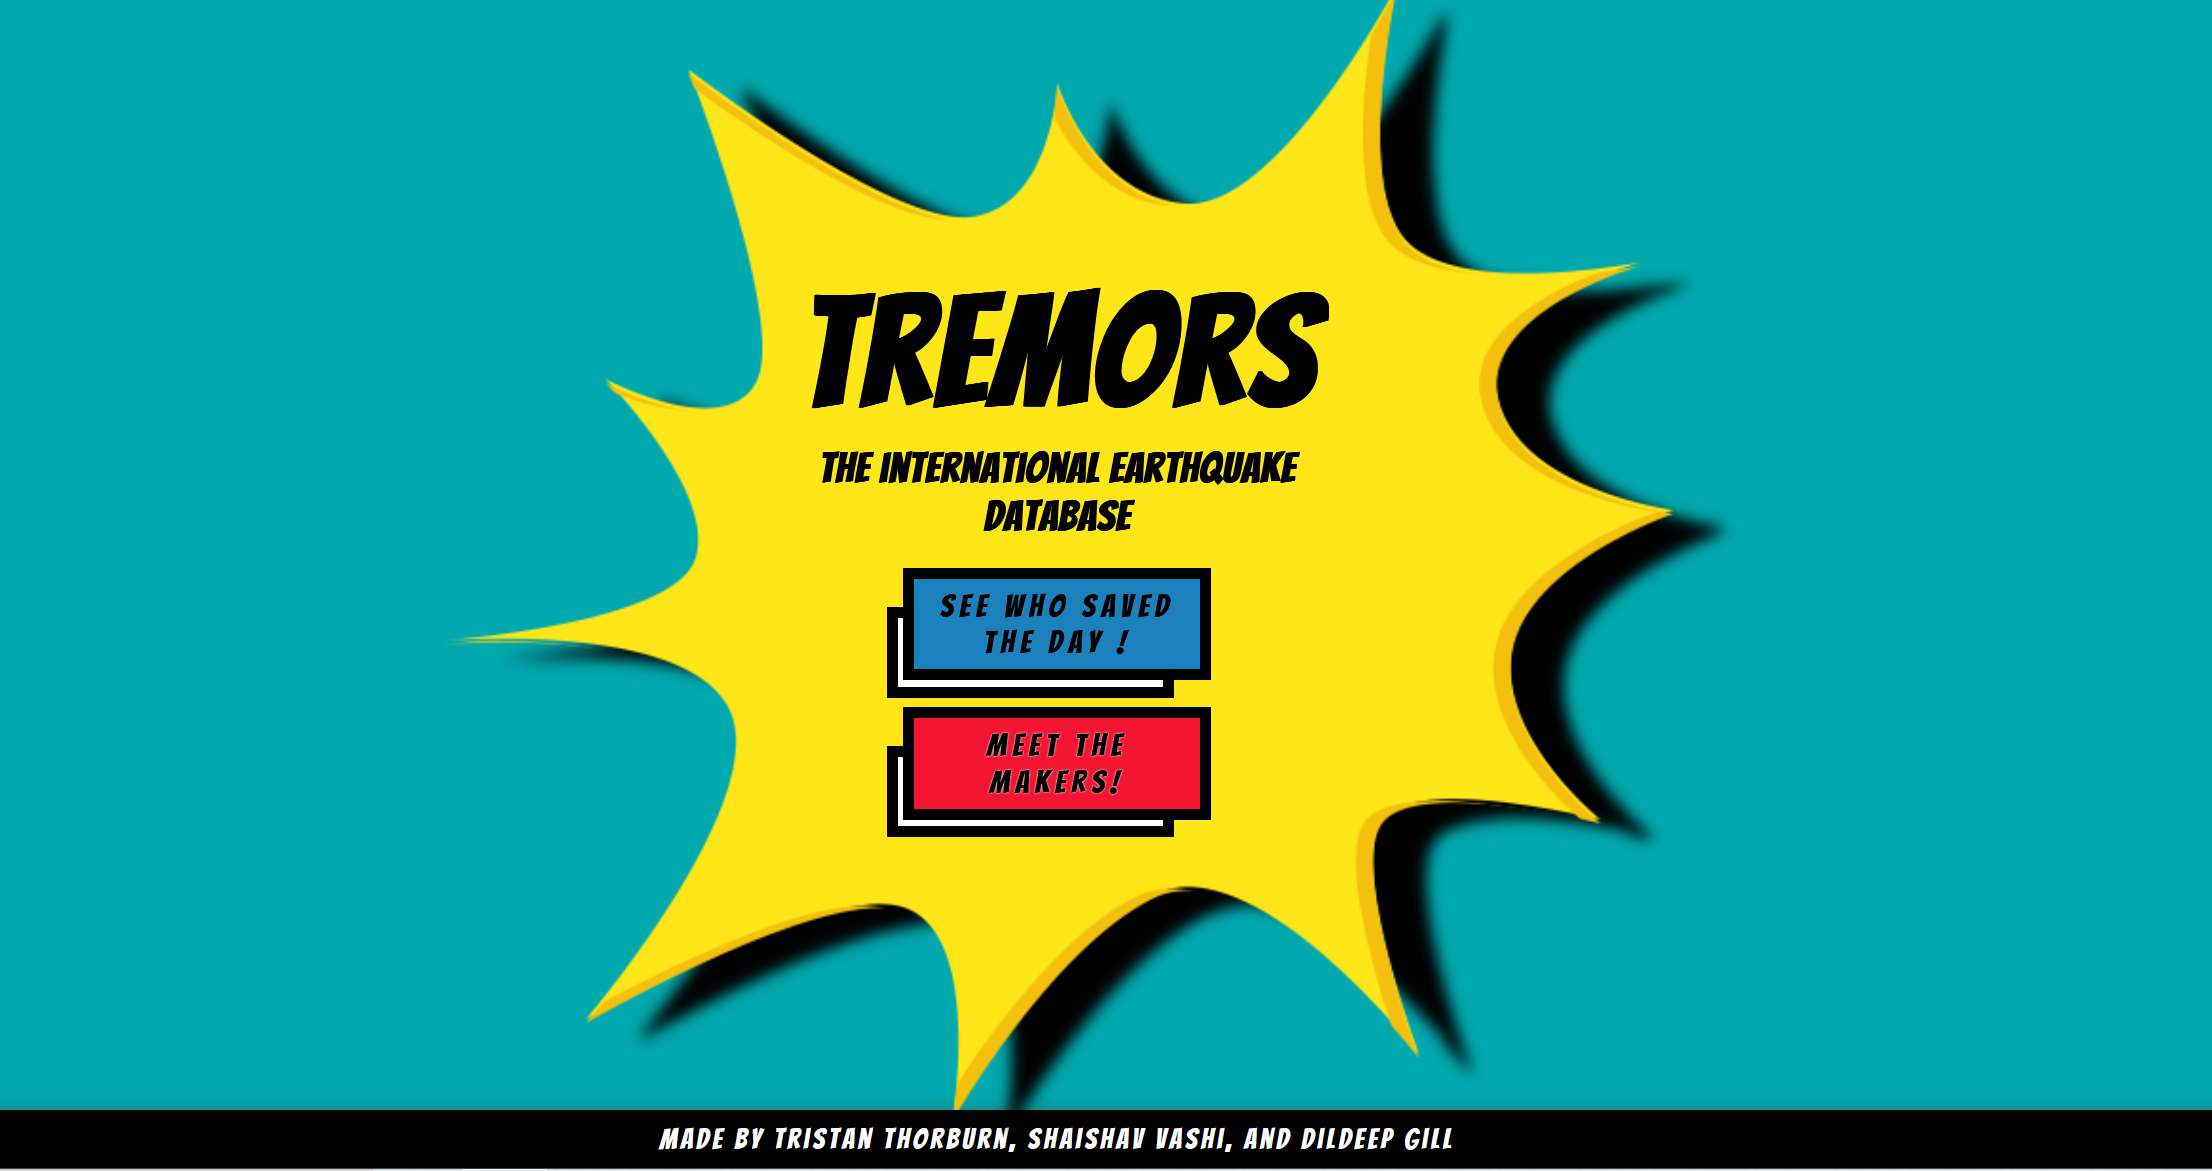 TREMORS
THE INTERNATIONAL EARTHQUAKE
DATABASE
SEE WHO SAVED
THE DAY !
MEET THE
MAKERS!
MADE BY TRISTAN THORBURN, SHAISHAV VASHI, AND DILDEEP GILL